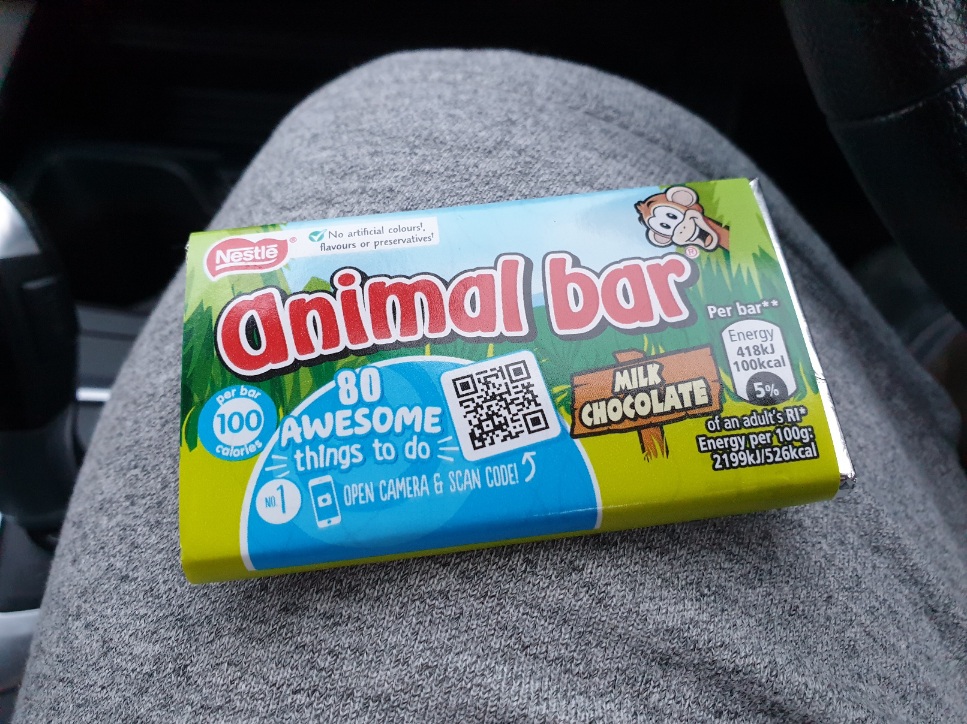 Nestlé®
No artificial colours†,
flavours or preservatives†
animal bar®
Per bar**
Energy
418kJ
100kcal
5%
of an adult's RI*
Energy per 100g:
2199kJ/526kcal
MILK
CHOCOLATE
per bar
100
calories
80
AWESOME
things to do
NO.1
OPEN CAMERA & SCAN CODE!